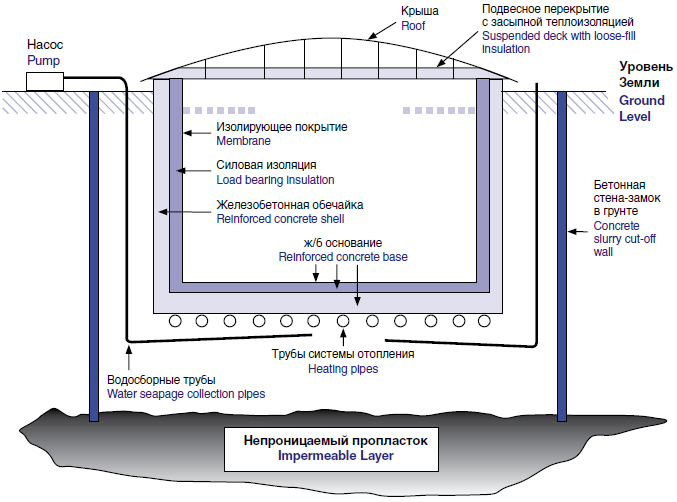 Крыша
Roof
Подвесное перекрытие
с засыпной теплоизоляцией
Suspended deck with loose-fill
insulation
Насос
Pump
Уровень
Земли
Ground
Level
Изолирующее покрытие
Membrane
Силовая изоляция
Load bearing insulation
Железобетонная обечайка
Reinforced concrete shell
Бетонная
стена-замок
в грунте
Concrete
slurry cut-off
wall
ж/б основание
Reinforced concrete base
Трубы системы отопления
Heating pipes
Водосборные трубы
Water seepage collection pipes
Непроницаемый пропласток
Impermeable Layer